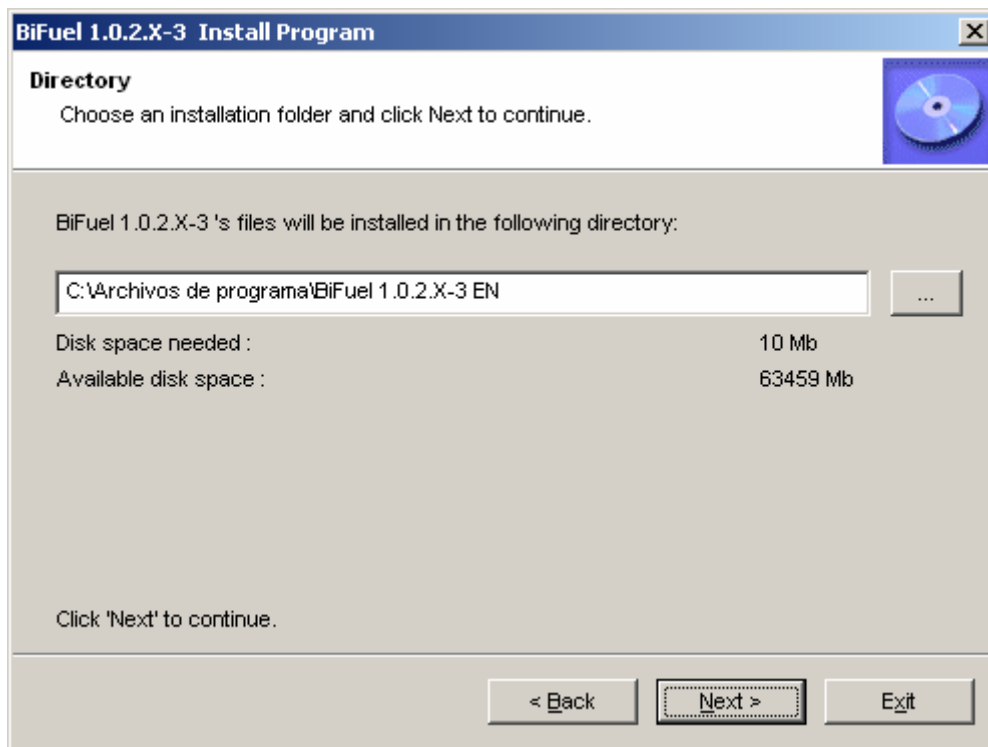 BiFuel 1.0.2.X-3  Install Program
Directory
Choose an installation folder and click Next to continue.
BiFuel 1.0.2.X-3 's files will be installed in the following directory:
C:\Archivos de programa\BiFuel 1.0.2.X-3 EN
...
Disk space needed : 10 Mb
Available disk space : 63459 Mb
Click 'Next' to continue.
< Back Next > Exit